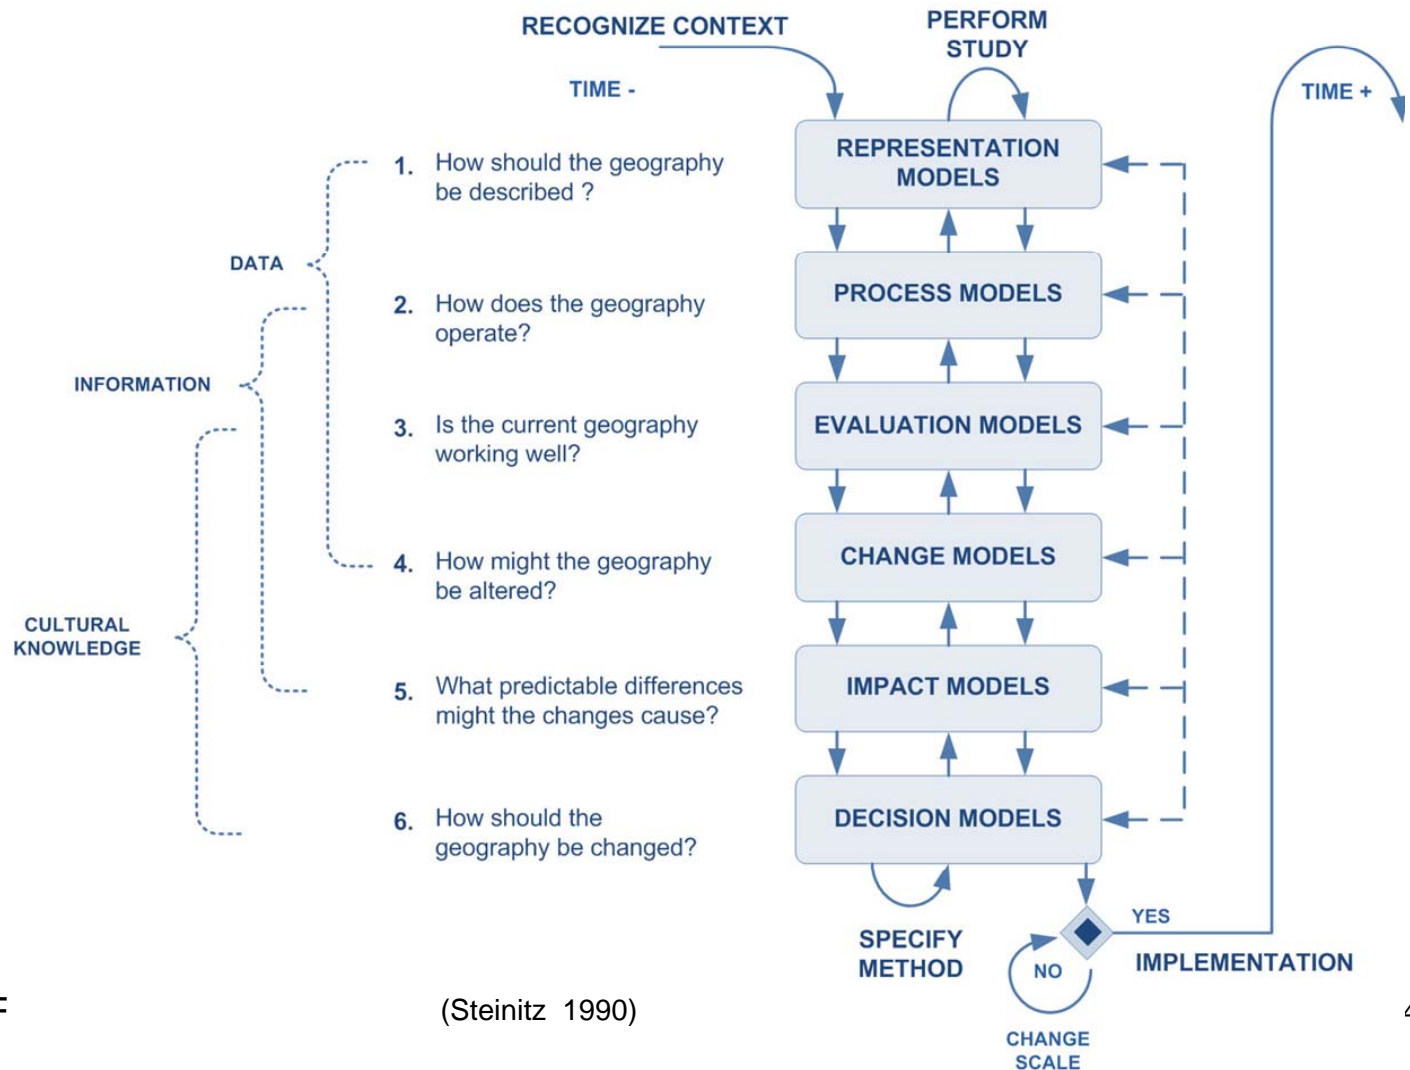 RECOGNIZE CONTEXT
PERFORM
STUDY
TIME -
TIME +
DATA
INFORMATION
CULTURAL
KNOWLEDGE
1. How should the geography
be described ?
REPRESENTATION
MODELS
2. How does the geography
operate?
PROCESS MODELS
3. Is the current geography
working well?
EVALUATION MODELS
4. How might the geography
be altered?
CHANGE MODELS
5. What predictable differences
might the changes cause?
IMPACT MODELS
6. How should the
geography be changed?
DECISION MODELS
SPECIFY
METHOD
YES
NO
IMPLEMENTATION
CHANGE
SCALE
(Steinitz 1990)